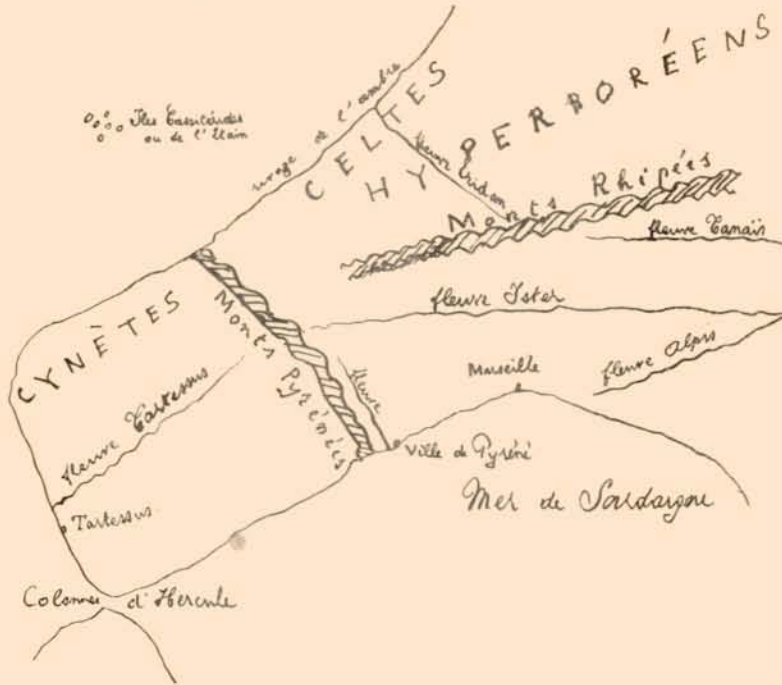 HYPERBORÉENS
CELTES
rivage de l'ambre
Iles Cassitérides
ou de l'Etain
fleuve Eridan
Monts Rhipées
fleuve Tanaïs
fleuve Ister
CYNÈTES
Monts Pyrénées
fleuve
Marseille
fleuve Alpis
fleuve Tartessus
Ville de Pyréné
Mer de Sardaigne
Tartessus
Colonnes d'Hercule